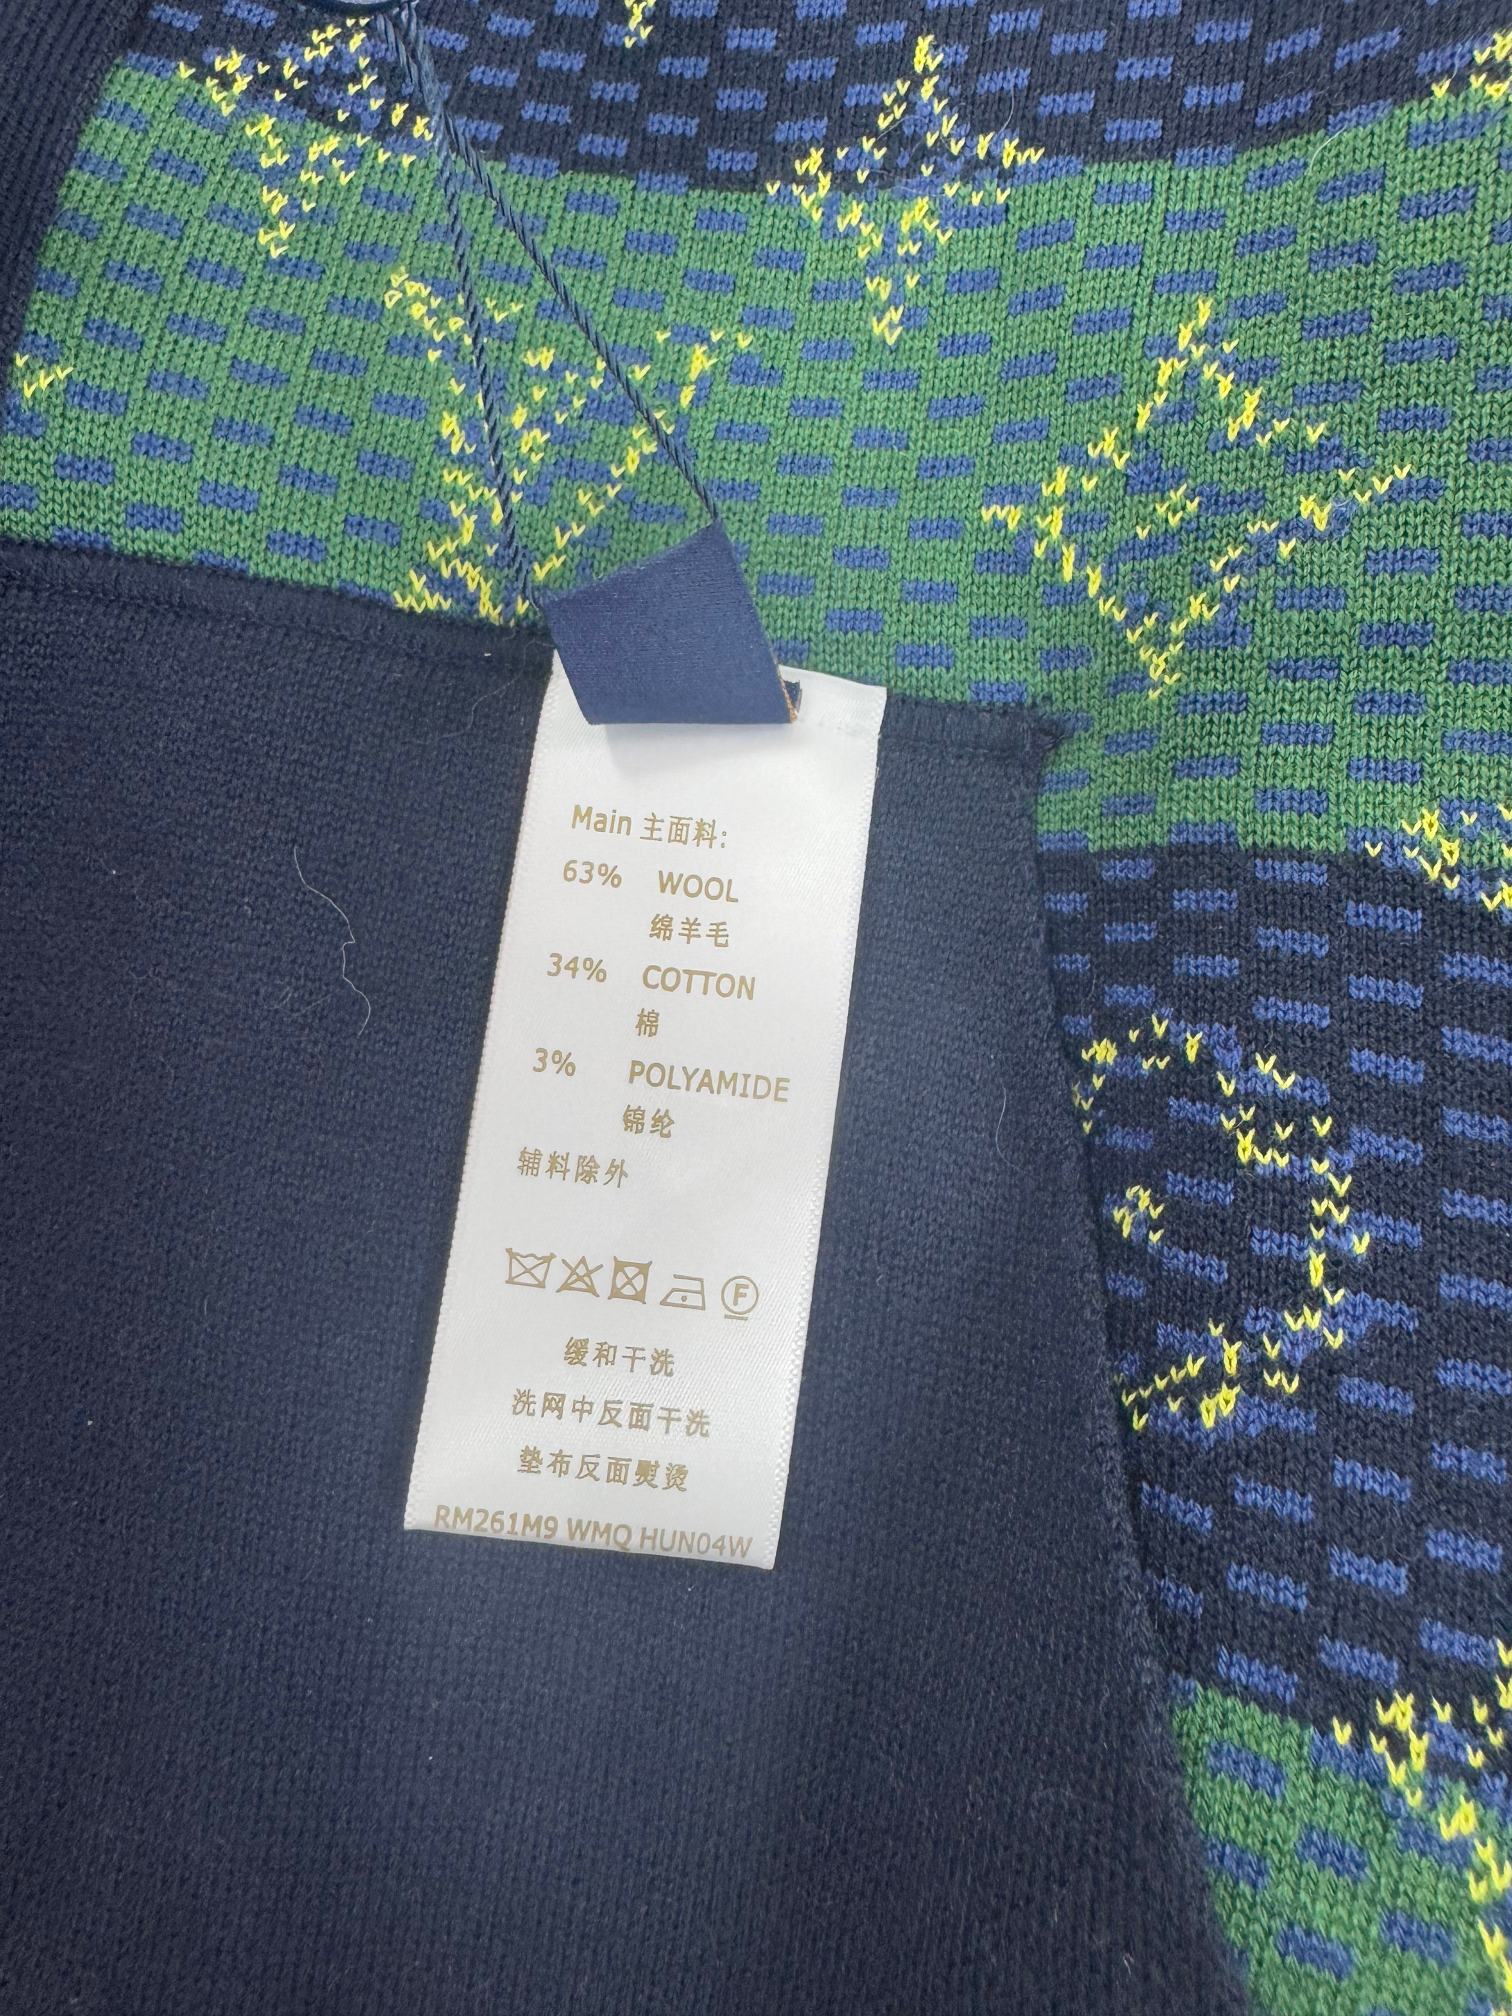 Main 主面料:
63% WOOL
绵羊毛
34% COTTON
棉
3% POLYAMIDE
锦纶
辅料除外
F
缓和干洗
洗网中反面干洗
垫布反面熨烫
RM261M9 WMQ HUN04W